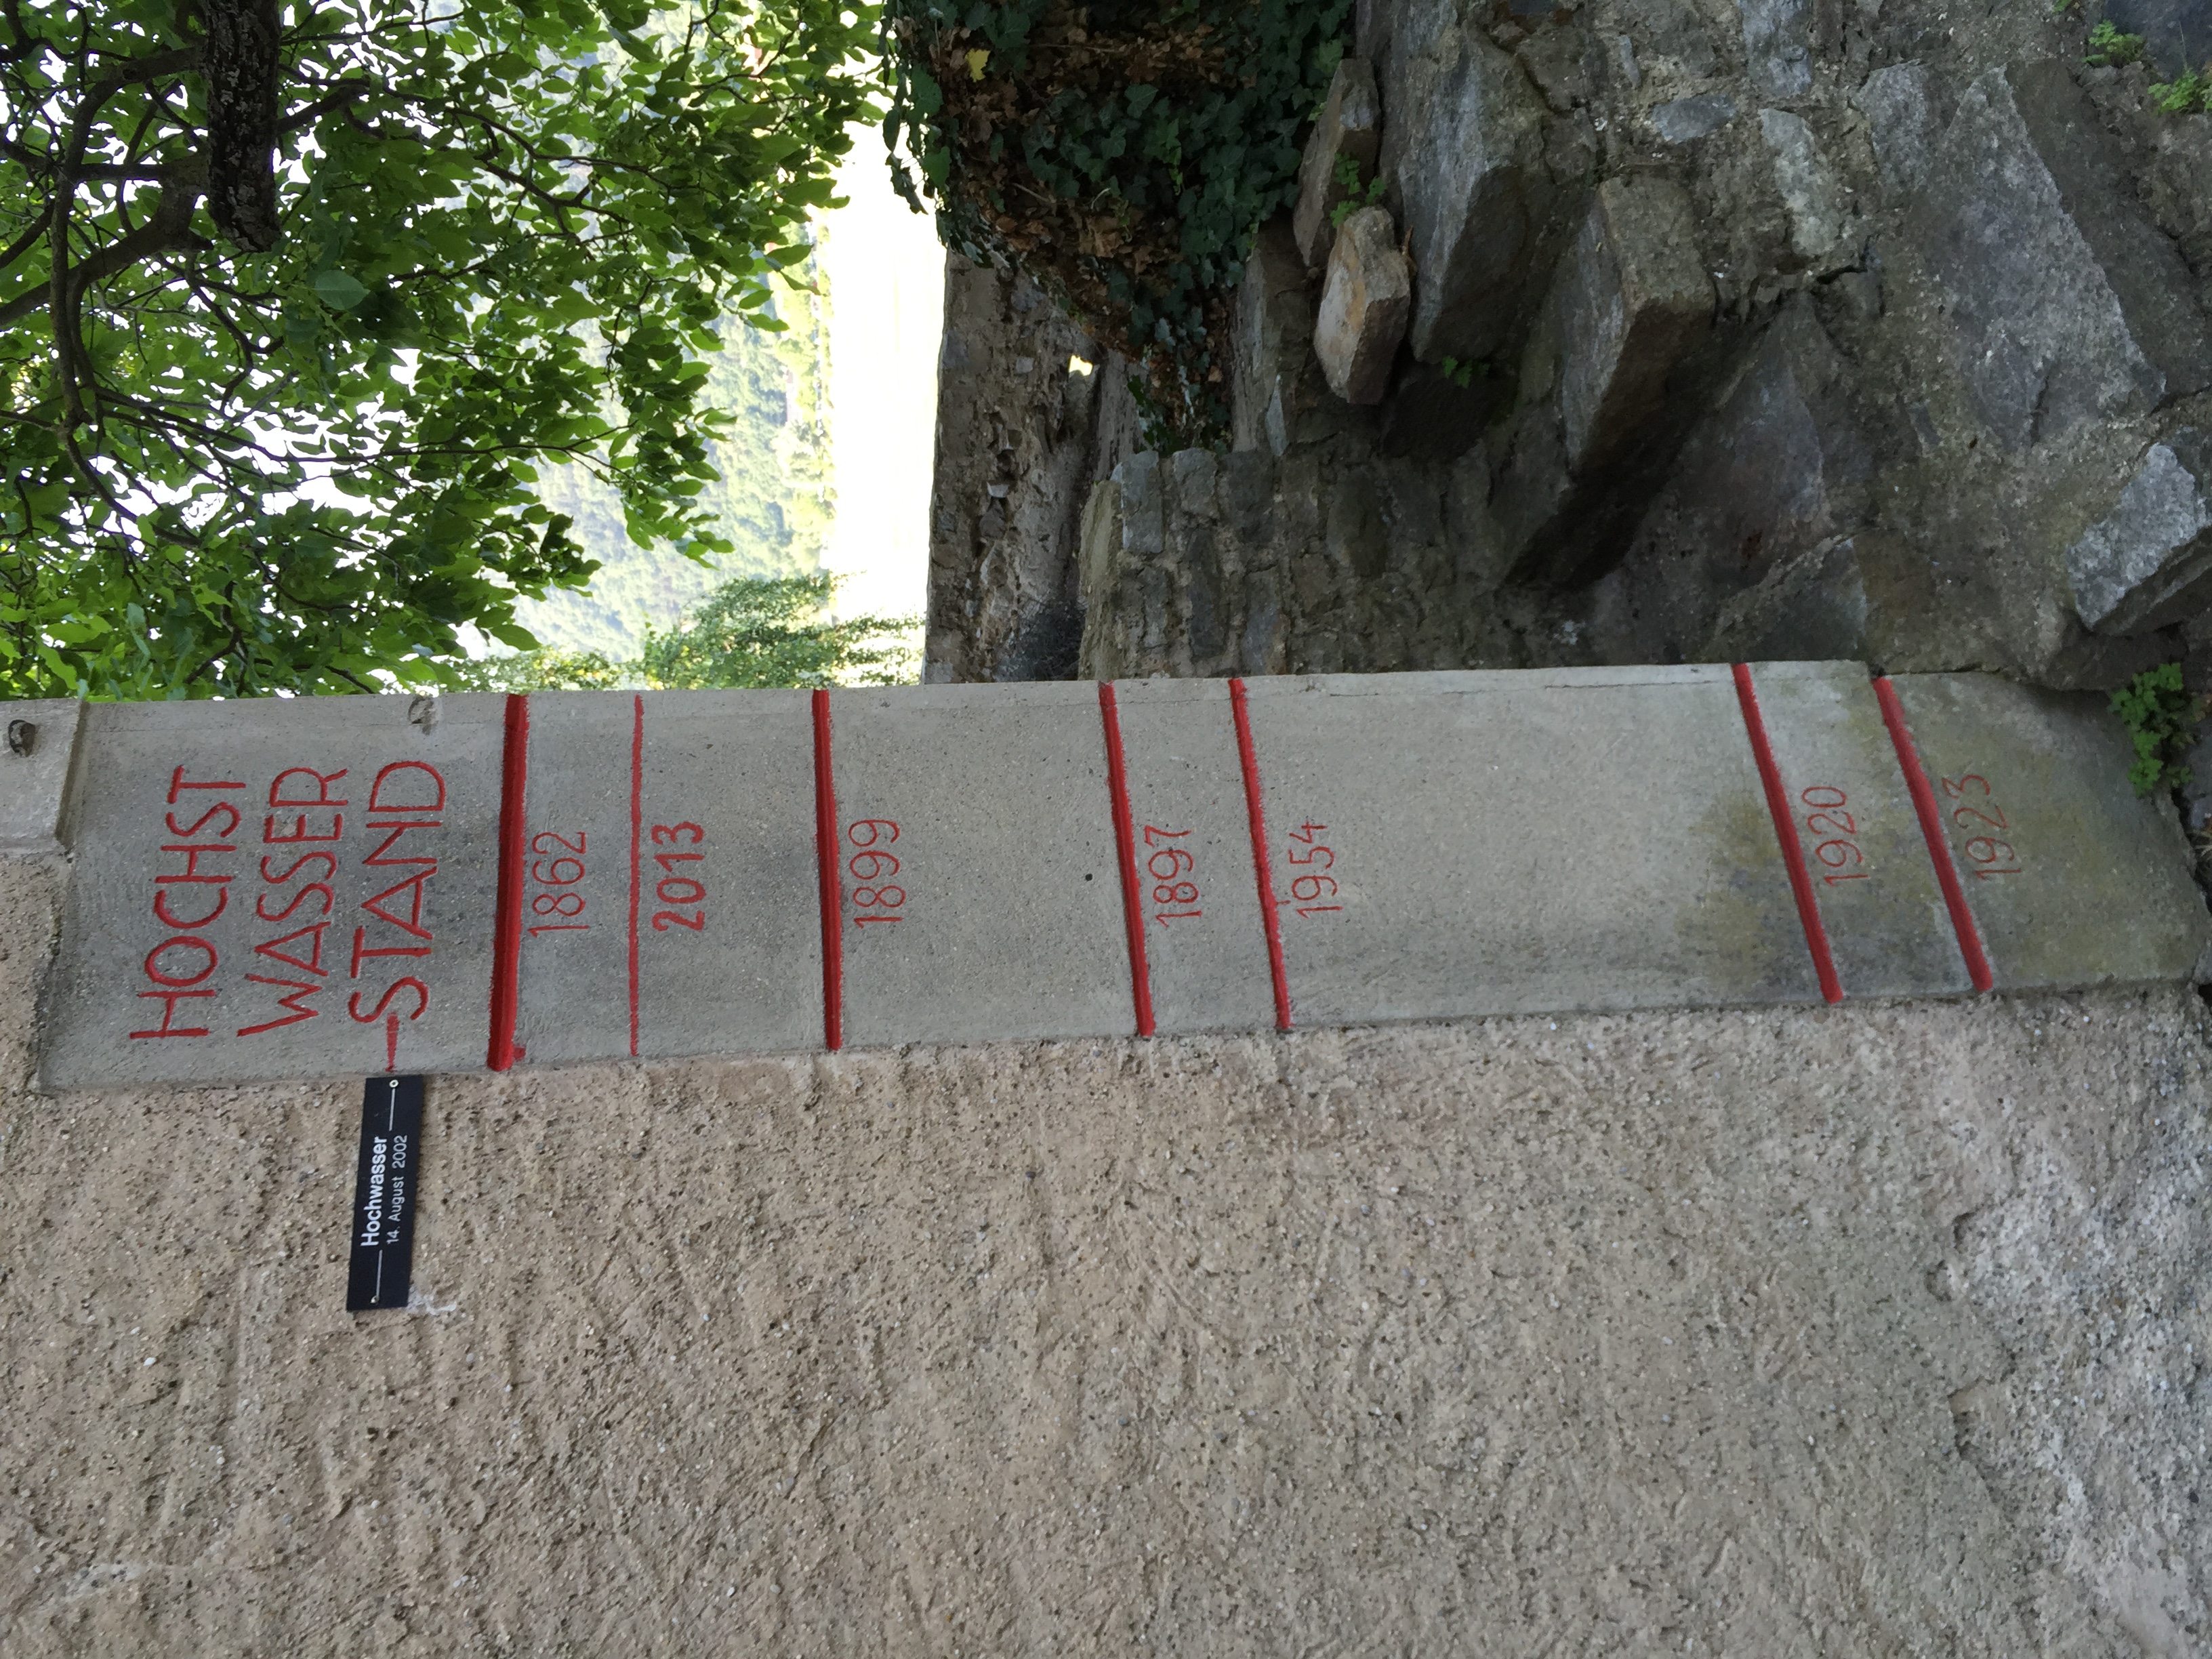 HOCHST
WASSER
STAND
Hochwasser
14. August 2002
1862
2013
1899
1897
1954
1920
1923